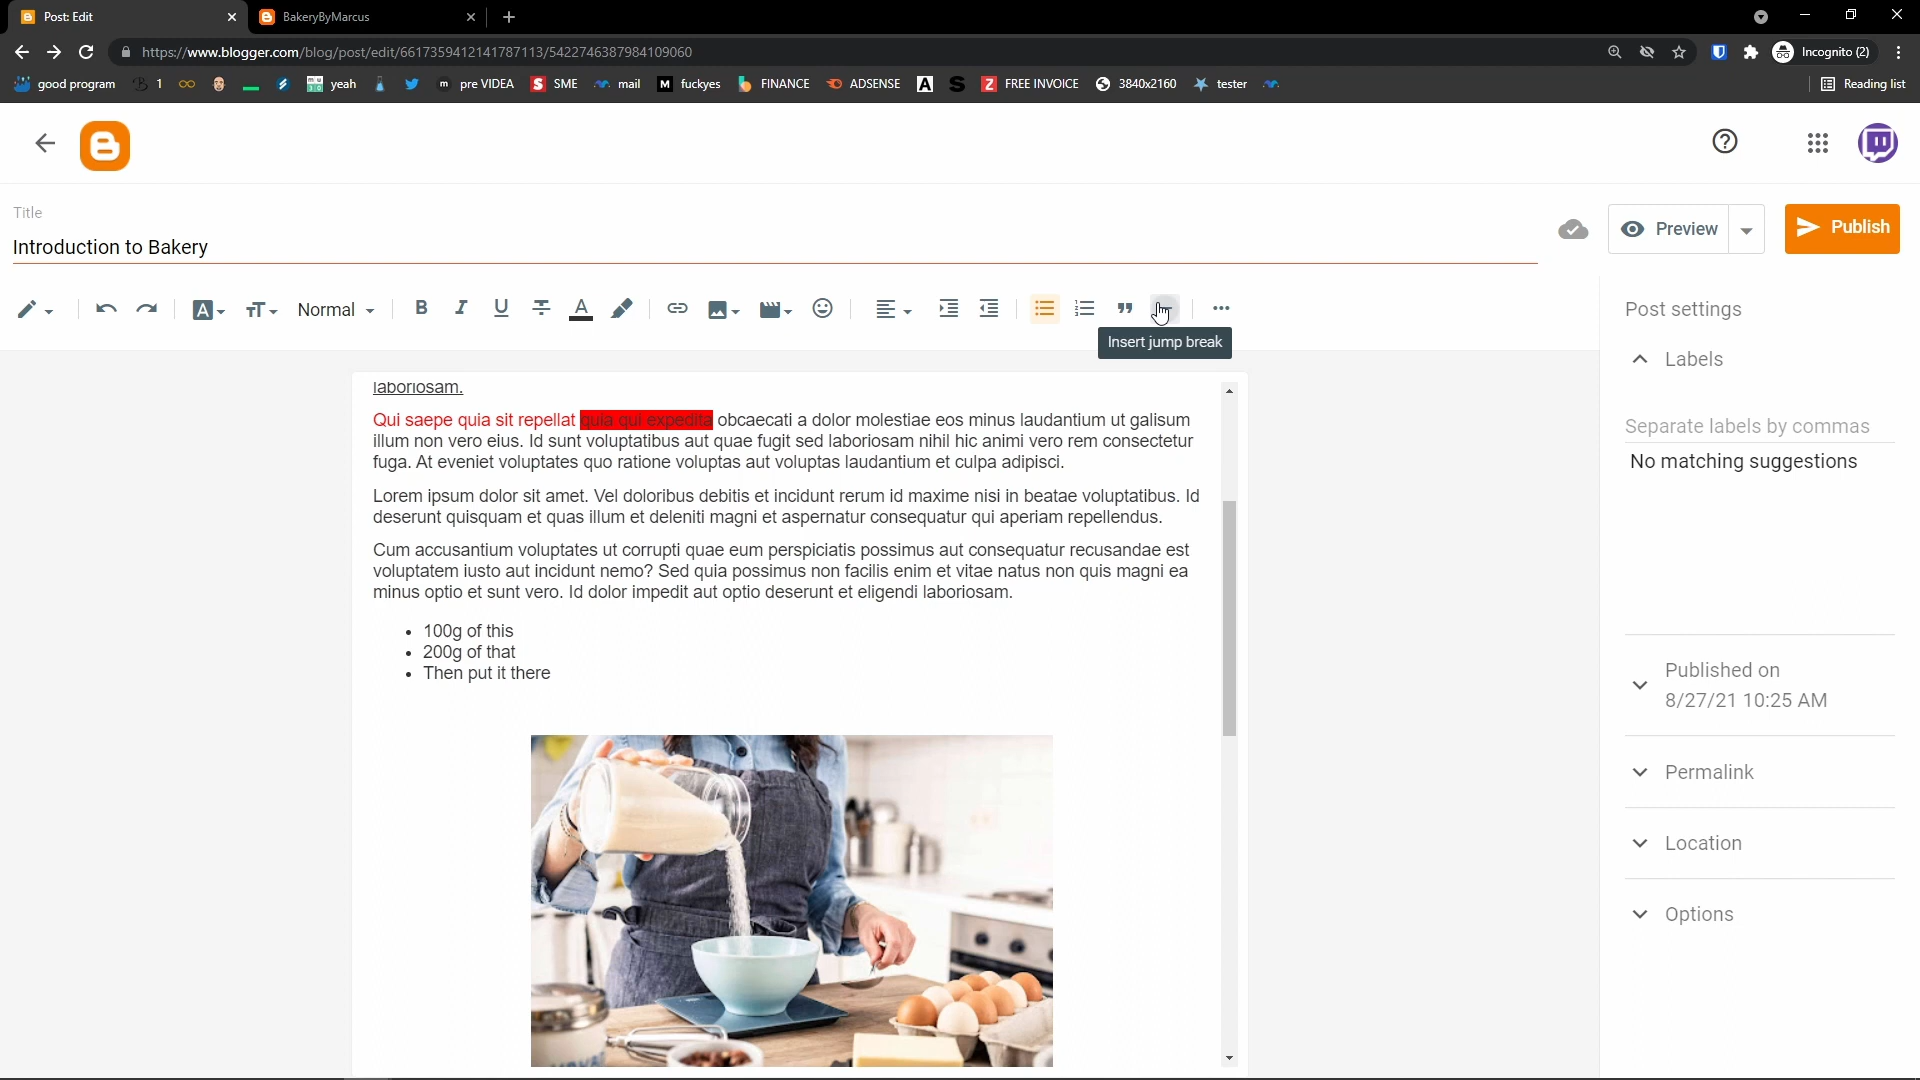 Post: Edit
BakeryByMarcus
https://www.blogger.com/blog/post/edit/6617359412141787113/5422746387984109060
Incognito (2)
good program
1
yeah
pre VIDEA
SME
mail
fuckyes
FINANCE
ADSENSE
FREE INVOICE
3840x2160
tester
Reading list
Title
Introduction to Bakery
Preview
Publish
Normal
Insert jump break
laboriosam.
Qui saepe quia sit repellat quia qui expedita obcaecati a dolor molestiae eos minus laudantium ut galisum
illum non vero eius. Id sunt voluptatibus aut quae fugit sed laboriosam nihil hic animi vero rem consectetur
fuga. At eveniet voluptates quo ratione voluptas aut voluptas laudantium et culpa adipisci.
Lorem ipsum dolor sit amet. Vel doloribus debitis et incidunt rerum id maxime nisi in beatae voluptatibus. Id
deserunt quisquam et quas illum et deleniti magni et aspernatur consequatur qui aperiam repellendus.
Cum accusantium voluptates ut corrupti quae eum perspiciatis possimus aut consequatur recusandae est
voluptatem iusto aut incidunt nemo? Sed quia possimus non facilis enim et vitae natus non quis magni ea
minus optio et sunt vero. Id dolor impedit aut optio deserunt et eligendi laboriosam.
• 100g of this
• 200g of that
• Then put it there
Post settings
Labels
Separate labels by commas
No matching suggestions
Published on
8/27/21 10:25 AM
Permalink
Location
Options